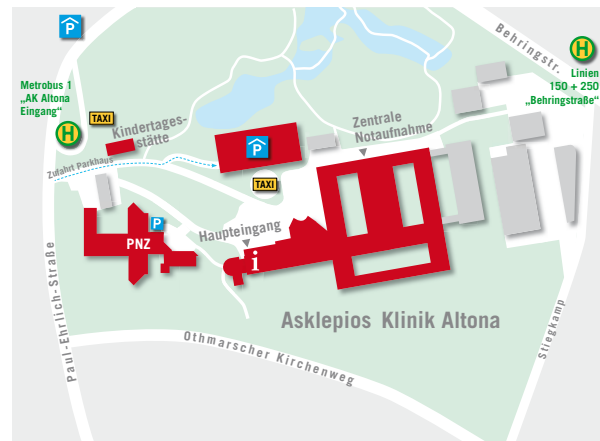 P
Behringstr.
H
Metrobus 1
„AK Altona
Eingang"
H
Linien
150 + 250
„Behringstraße"
TAXI
Kindertages-
stätte
Zentrale
Notaufnahme
P
Zufahrt Parkhaus
TAXI
P
PNZ
Haupteingang
i
Asklepios Klinik Altona
Paul-Ehrlich-Straße
Othmarscher Kirchenweg
Stiegkamp